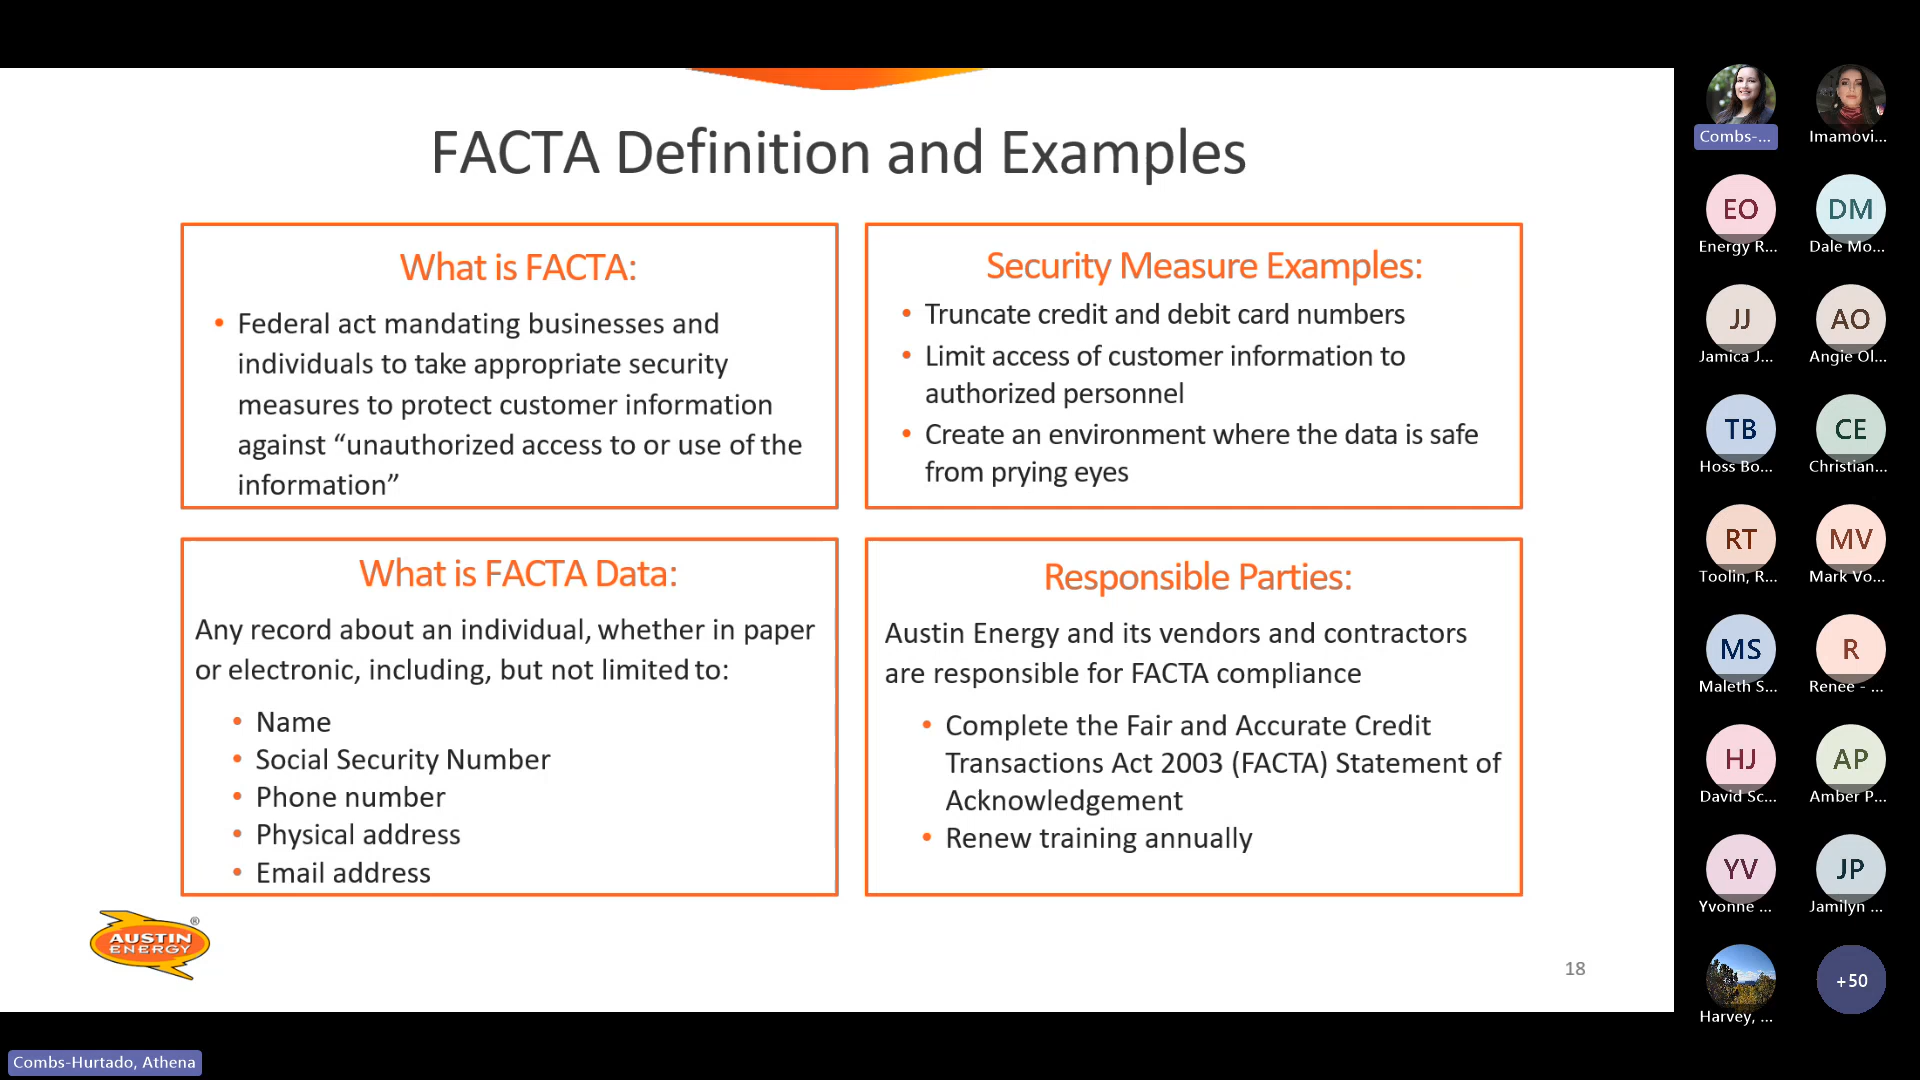 FACTA Definition and Examples
What is FACTA:
• Federal act mandating businesses and
individuals to take appropriate security
measures to protect customer information
against “unauthorized access to or use of the
information”
Security Measure Examples:
• Truncate credit and debit card numbers
• Limit access of customer information to
authorized personnel
• Create an environment where the data is safe
from prying eyes
What is FACTA Data:
Any record about an individual, whether in paper
or electronic, including, but not limited to:
• Name
• Social Security Number
• Phone number
• Physical address
• Email address
Responsible Parties:
Austin Energy and its vendors and contractors
are responsible for FACTA compliance
• Complete the Fair and Accurate Credit
Transactions Act 2003 (FACTA) Statement of
Acknowledgement
• Renew training annually
AUSTIN
ENERGY
®
18
Combs-...
Imamovi...
EO
Energy R...
DM
Dale Mo...
JJ
Jamica J...
AO
Angie Ol...
TB
Hoss Bo...
CE
Christian...
RT
Toolin, R...
MV
Mark Vo...
MS
Maleth S...
R
Renee - ...
HJ
David Sc...
AP
Amber P...
YV
Yvonne ...
JP
Jamilyn ...
Harvey, ...
+50
Combs-Hurtado, Athena